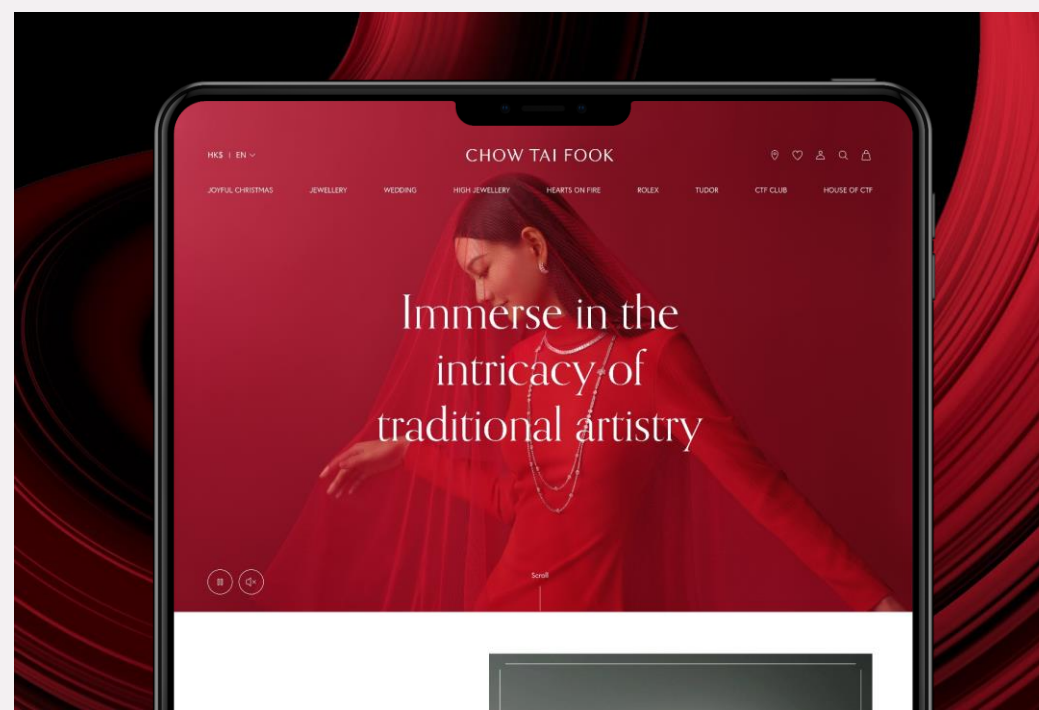 HK$ | EN
CHOW TAI FOOK
JOYFUL CHRISTMAS JEWELLERY WEDDING HIGH JEWELLERY HEARTS ON FIRE ROLEX TUDOR CTF CLUB HOUSE OF CTF
Immerse in the
intricacy of
traditional artistry
Scroll